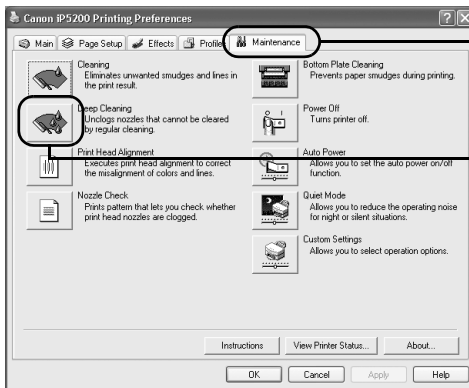 Canon iP5200 Printing Preferences
Main
Page Setup
Effects
Profiles
Maintenance
Cleaning
Eliminates unwanted smudges and lines in
the print result.
Deep Cleaning
Unclogs nozzles that cannot be cleared
by regular cleaning.
Print Head Alignment
Executes print head alignment to correct
the misalignment of colors and lines.
Nozzle Check
Prints pattern that lets you check whether
print head nozzles are clogged.
Bottom Plate Cleaning
Prevents paper smudges during printing.
Power Off
Turns printer off.
Auto Power
Allows you to set the auto power on/off
function.
Quiet Mode
Allows you to reduce the operating noise
for night or silent situations.
Custom Settings
Allows you to select operation options.
Instructions
View Printer Status...
About...
OK
Cancel
Apply
Help